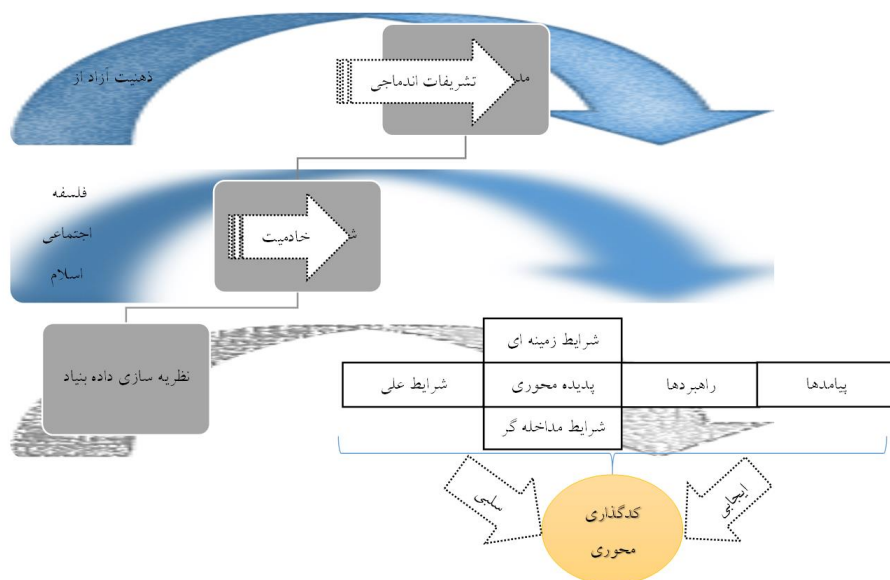 ذهنیت آزاد از
تشریفات اندماجی
فلسفه
اجتماعی
اسلام
خادمیت
نظریه سازی داده بنیاد
شرایط زمینه ای
شرایط علی
پدیده محوری
راهبردها
پیامدها
شرایط مداخله گر
سلبی
ایجابی
کدگذاری
محوری